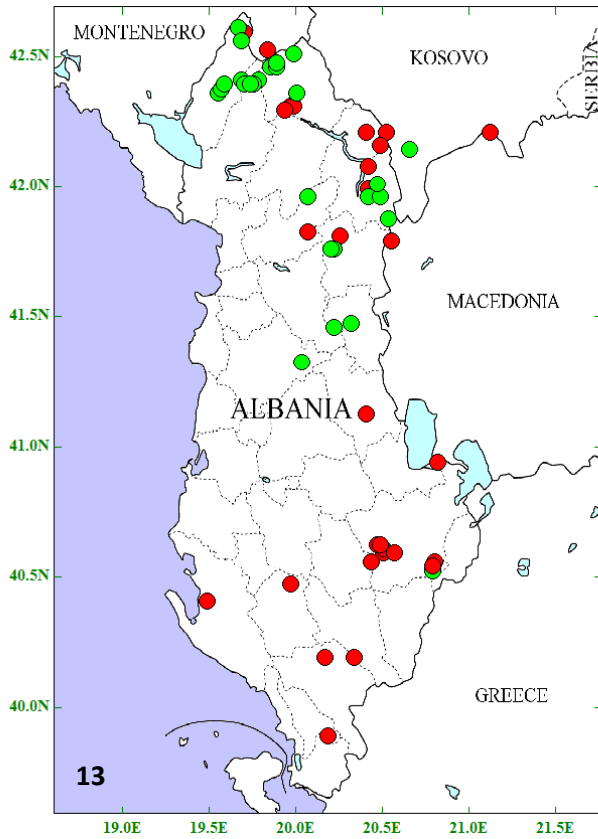 MONTENEGRO
KOSOVO
SERBIA
42.5N
42.0N
MACEDONIA
41.5N
ALBANIA
41.0N
40.5N
40.0N
GREECE
13
19.0E 19.5E 20.0E 20.5E 21.0E 21.5E